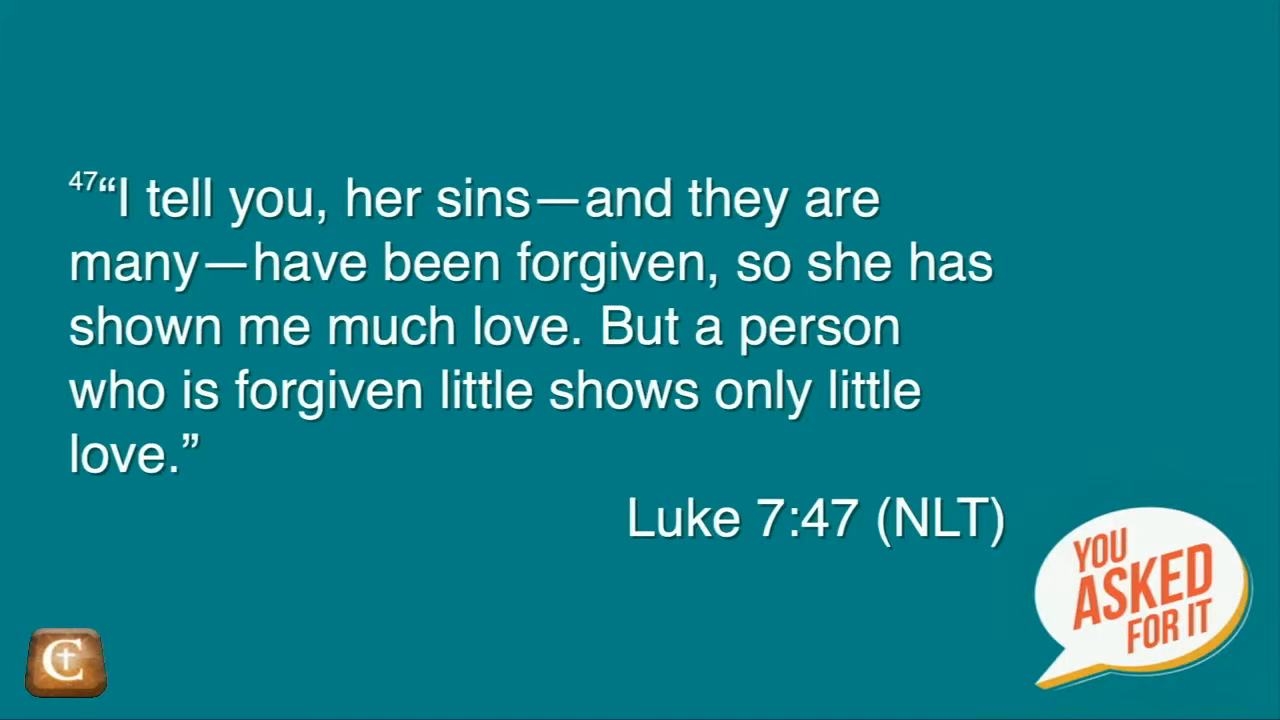 47“I tell you, her sins—and they are
many—have been forgiven, so she has
shown me much love. But a person
who is forgiven little shows only little
love.”
Luke 7:47 (NLT)
YOU
ASKED
FOR IT
C